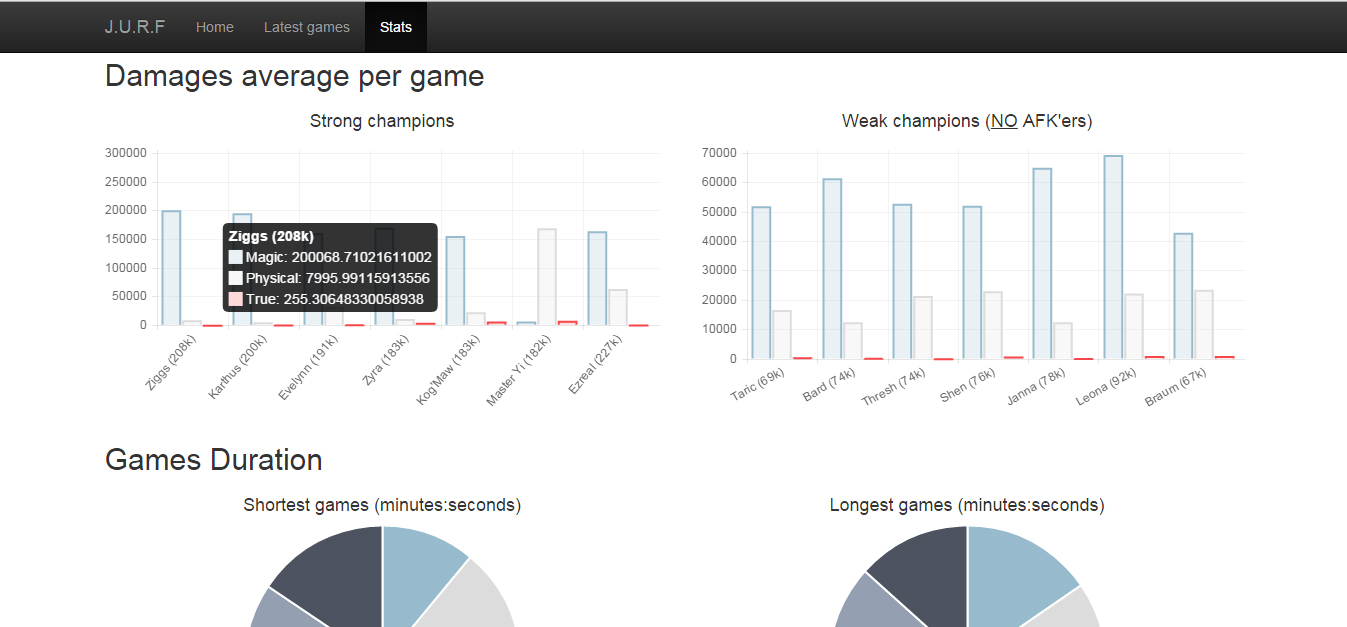 J.U.R.F Home Latest games Stats
Damages average per game
Strong champions
300000
250000
200000
150000
100000
50000
0
Ziggs (208k)
Magic: 200068.71021611002
Physical: 7995.99115913556
True: 255.30648330058938
Ziggs (208k) Karthus (200k) Evelynn (191k) Zyra (183k) Kog'Maw (183k) Master Yi (182k) Ezreal (227k)
Weak champions (NO AFK'ers)
70000
60000
50000
40000
30000
20000
10000
0
Taric (69k) Bard (74k) Thresh (74k) Shen (76k) Janna (78k) Leona (92k) Braum (67k)
Games Duration
Shortest games (minutes:seconds)
Longest games (minutes:seconds)